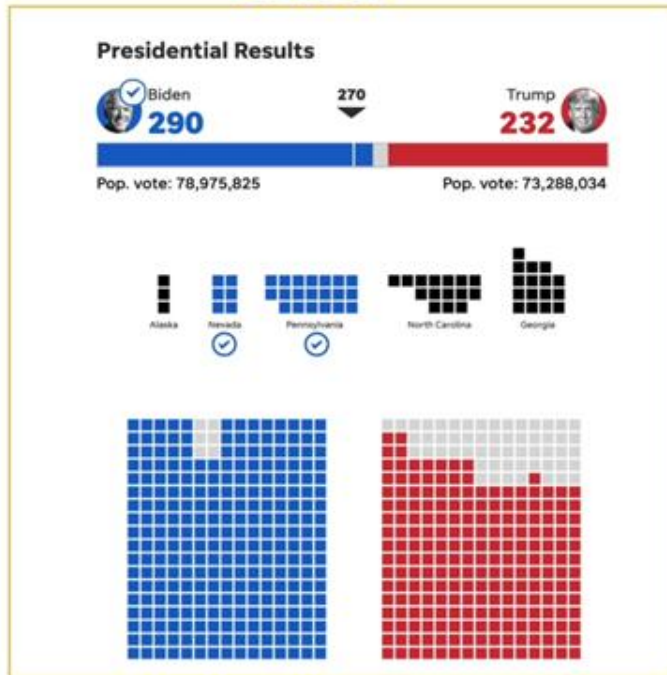 Presidential Results
Biden 270 Trump
290 232
Pop. vote: 78,975,825 Pop. vote: 73,288,034
Alaska Nevada Pennsylvania North Carolina Georgia